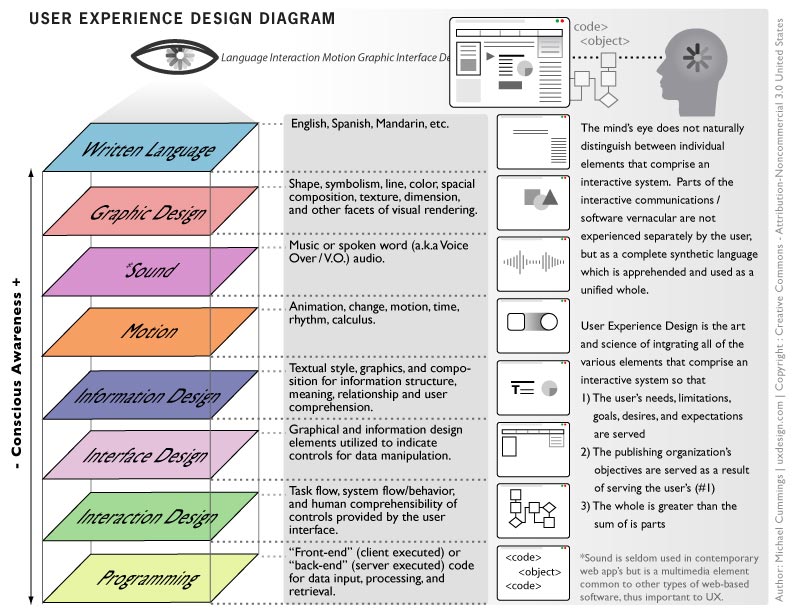 USER EXPERIENCE DESIGN DIAGRAM
Language Interaction Motion Graphic Interface De
code>
<object>
Written Language
English, Spanish, Mandarin, etc.
Graphic Design
Shape, symbolism, line, color, spacial
composition, texture, dimension,
and other facets of visual rendering.
*Sound
Music or spoken word (a.k.a Voice
Over / V.O.) audio.
Motion
Animation, change, motion, time,
rhythm, calculus.
Information Design
Textual style, graphics, and compo-
sition for information structure,
meaning, relationship and user
comprehension.
T=
Interface Design
Graphical and information design
elements utilized to indicate
controls for data manipulation.
Interaction Design
Task flow, system flow/behavior,
and human comprehensibility of
controls provided by the user
interface.
Programming
“Front-end” (client executed) or
“back-end” (server executed) code
for data input, processing, and
retrieval.
<code>
<object>
<code>
- Conscious Awareness +
The mind's eye does not naturally
distinguish between individual
elements that comprise an
interactive system. Parts of the
interactive communications /
software vernacular are not
experienced separately by the user,
but as a complete synthetic language
which is apprehended and used as a
unified whole.
User Experience Design is the art
and science of intgrating all of the
various elements that comprise an
interactive system so that
1) The user's needs, limitations,
goals, desires, and expectations
are served
2) The publishing organization's
objectives are served as a result
of serving the user's (#1)
3) The whole is greater than the
sum of is parts
*Sound is seldom used in contemporary
web app's but is a multimedia element
common to other types of web-based
software, thus important to UX.
Author: Michael Cummings | uxdesign.com | Copyright : Creative Commons - Attribution-Noncommercial 3.0 United States